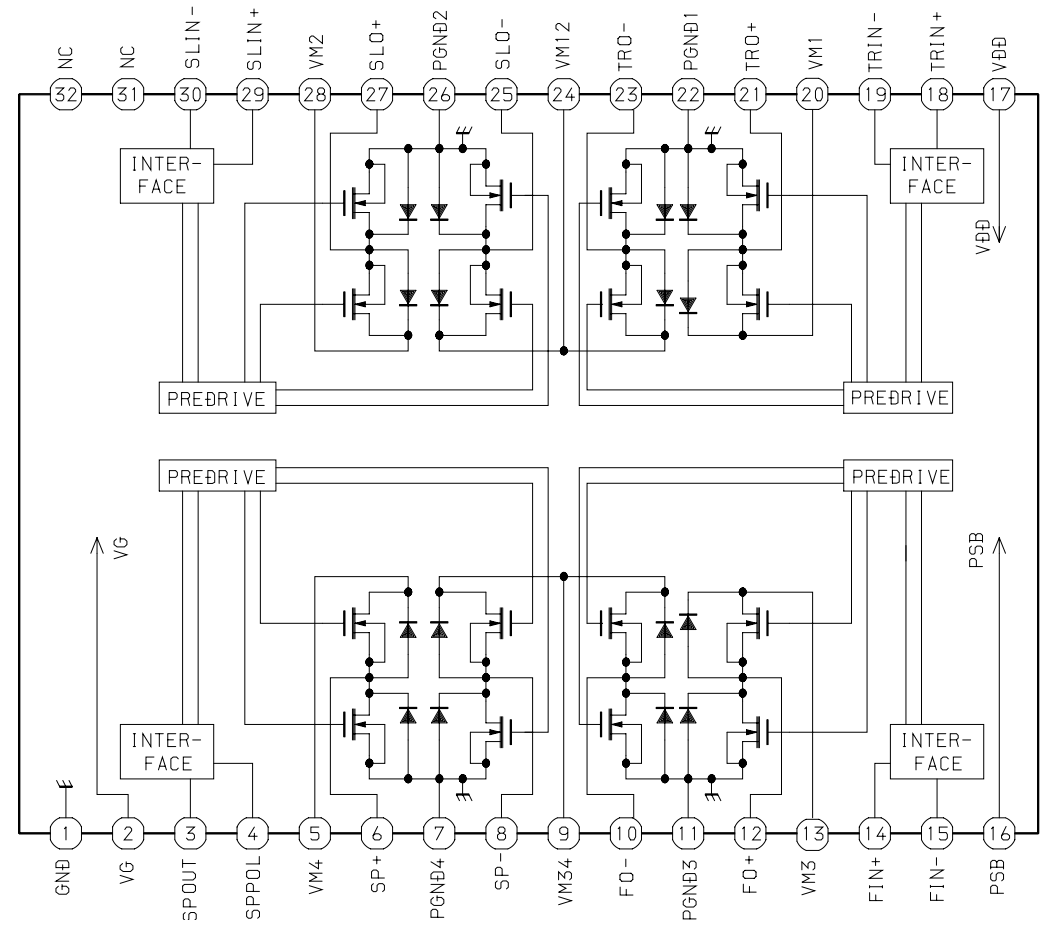 NC
NC
SLIN-
SLIN+
VM2
SLO+
PGND2
SLO-
VM12
TRO-
PGND1
TRO+
VM1
TRIN-
TRIN+
VDD
32
31
30
29
28
27
26
25
24
23
22
21
20
19
18
17
INTER-
FACE
INTER-
FACE
VDD
PREDRIVE
PREDRIVE
PREDRIVE
PREDRIVE
VG
PSB
INTER-
FACE
INTER-
FACE
1
2
3
4
5
6
7
8
9
10
11
12
13
14
15
16
GND
VG
SPOUT
SPPOL
VM4
SP+
PGND4
SP-
VM34
FO-
PGND3
FO+
VM3
FIN+
FIN-
PSB